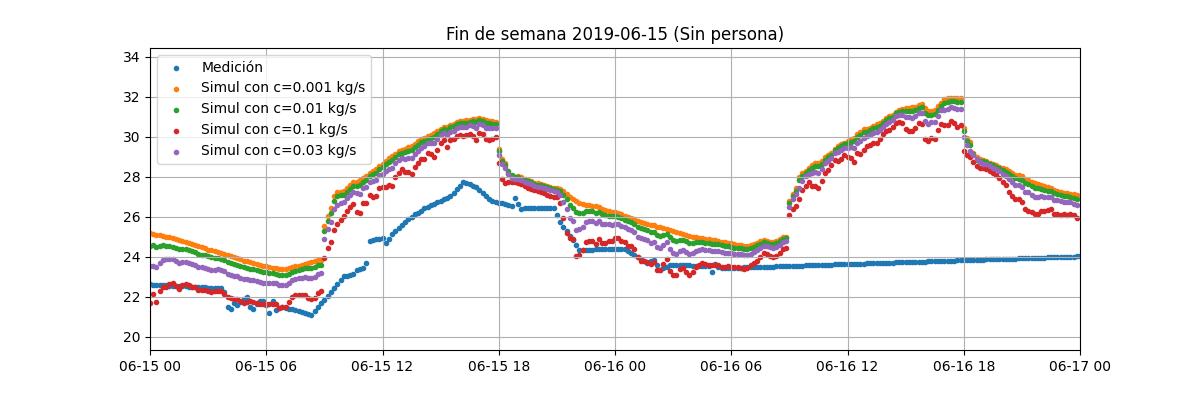 Fin de semana 2019-06-15 (Sin persona)
34
32
30
28
26
24
22
20
Medición
Simul con c=0.001 kg/s
Simul con c=0.01 kg/s
Simul con c=0.1 kg/s
Simul con c=0.03 kg/s
06-15 00 06-15 06 06-15 12 06-15 18 06-16 00 06-16 06 06-16 12 06-16 18 06-17 00